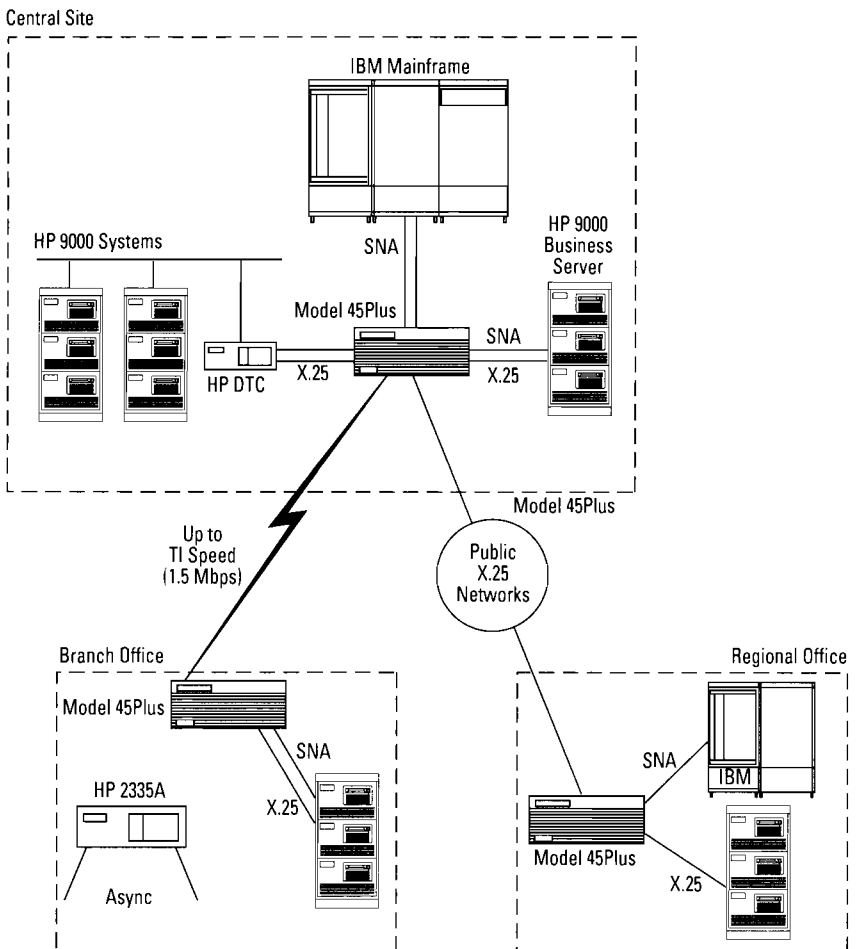 Central Site
IBM Mainframe
HP 9000 Systems
SNA
HP 9000
Business
Server
Model 45Plus
HP DTC
X.25
SNA
X.25
Model 45Plus
Up to
TI Speed
(1.5 Mbps)
Public
X.25
Networks
Branch Office
Regional Office
Model 45Plus
SNA
HP 2335A
X.25
Async
SNA
IBM
Model 45Plus
X.25